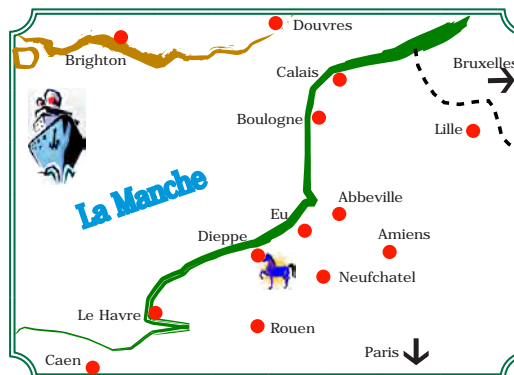 Douvres
Brighton
Bruxelles
Calais
Boulogne
Lille
La Manche
Abbeville
Eu
Dieppe
Amiens
Neufchatel
Le Havre
Rouen
Paris
Caen